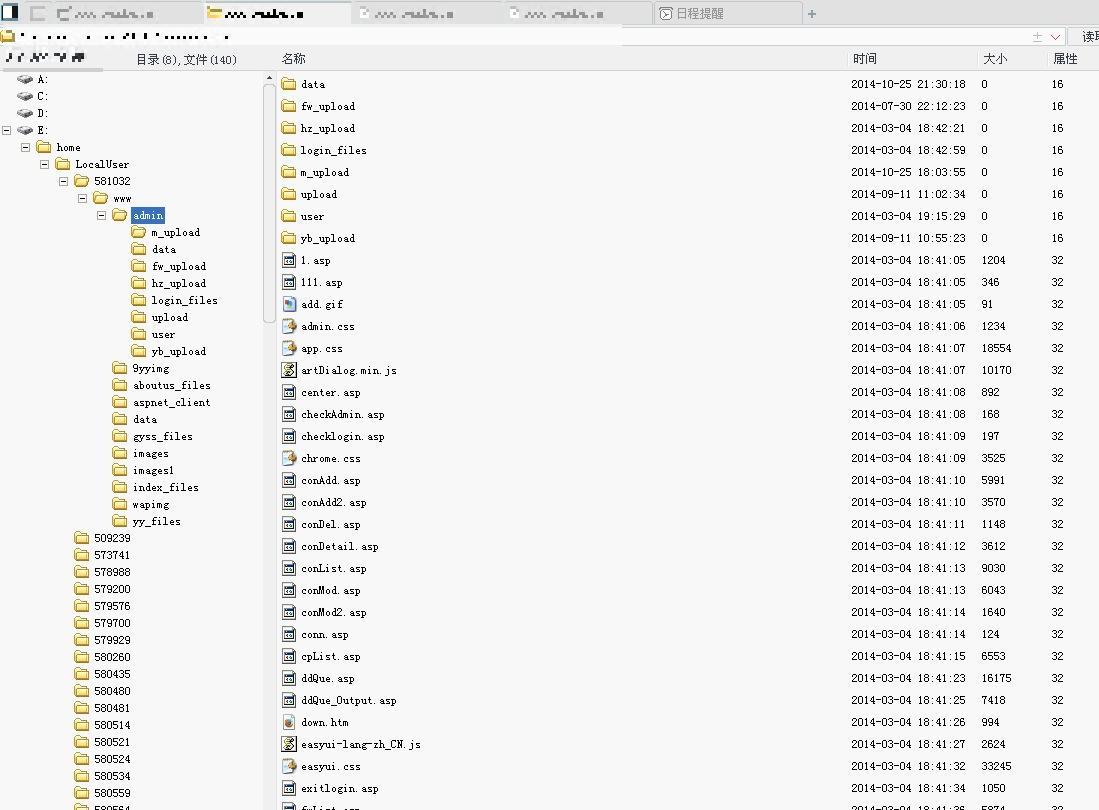 日程提醒
读取
目录(8),文件(140)
名称 时间 大小 属性
A:
C:
D:
E:
home
LocalUser
581032
www
admin
m_upload
data
fw_upload
hz_upload
login_files
upload
user
yb_upload
9yyimg
aboutus_files
aspnet_client
data
gyss_files
images
images1
index_files
wapimg
yy_files
509239
573741
578988
579200
579576
579700
579929
580260
580435
580480
580481
580514
580521
580524
580534
580559
580564
data 2014-10-25 21:30:18 0 16
fw_upload 2014-07-30 22:12:23 0 16
hz_upload 2014-03-04 18:42:21 0 16
login_files 2014-03-04 18:42:59 0 16
m_upload 2014-10-25 18:03:55 0 16
upload 2014-09-11 11:02:34 0 16
user 2014-03-04 19:15:29 0 16
yb_upload 2014-09-11 10:55:23 0 16
1.asp 2014-03-04 18:41:05 1204 32
111.asp 2014-03-04 18:41:05 346 32
add.gif 2014-03-04 18:41:05 91 32
admin.css 2014-03-04 18:41:06 1234 32
app.css 2014-03-04 18:41:07 18554 32
artDialog.min.js 2014-03-04 18:41:07 10170 32
center.asp 2014-03-04 18:41:08 892 32
checkAdmin.asp 2014-03-04 18:41:08 168 32
checklogin.asp 2014-03-04 18:41:09 197 32
chrome.css 2014-03-04 18:41:09 3525 32
conAdd.asp 2014-03-04 18:41:10 5991 32
conAdd2.asp 2014-03-04 18:41:10 3570 32
conDel.asp 2014-03-04 18:41:11 1148 32
conDetail.asp 2014-03-04 18:41:12 3612 32
conList.asp 2014-03-04 18:41:13 9030 32
conMod.asp 2014-03-04 18:41:13 6043 32
conMod2.asp 2014-03-04 18:41:14 1640 32
conn.asp 2014-03-04 18:41:14 124 32
cpList.asp 2014-03-04 18:41:15 6553 32
ddQue.asp 2014-03-04 18:41:23 16175 32
ddQue_Output.asp 2014-03-04 18:41:25 7418 32
down.htm 2014-03-04 18:41:26 994 32
easyui-lang-zh_CN.js 2014-03-04 18:41:27 2624 32
easyui.css 2014-03-04 18:41:32 33245 32
exitlogin.asp 2014-03-04 18:41:34 1050 32
fwList.asp 2014-03-04 18:41:36 5874 32